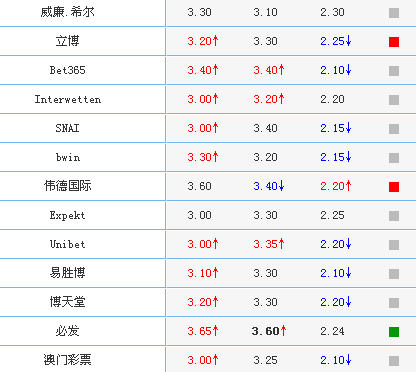 威廉.希尔 3.30 3.10 2.30
立博 3.20↑ 3.30 2.25↓
Bet365 3.40↑ 3.40↑ 2.10↓
Interwetten 3.00↑ 3.20↑ 2.20
SNAI 3.00↑ 3.40 2.15↓
bwin 3.30↑ 3.20 2.15↓
伟德国际 3.60 3.40↓ 2.20↑
Expekt 3.00 3.30 2.25
Unibet 3.00↑ 3.35↑ 2.20↓
易胜博 3.10↑ 3.30 2.10↓
博天堂 3.20↑ 3.30 2.20↓
必发 3.65↑ 3.60↑ 2.24
澳门彩票 3.00↑ 3.25 2.10↓